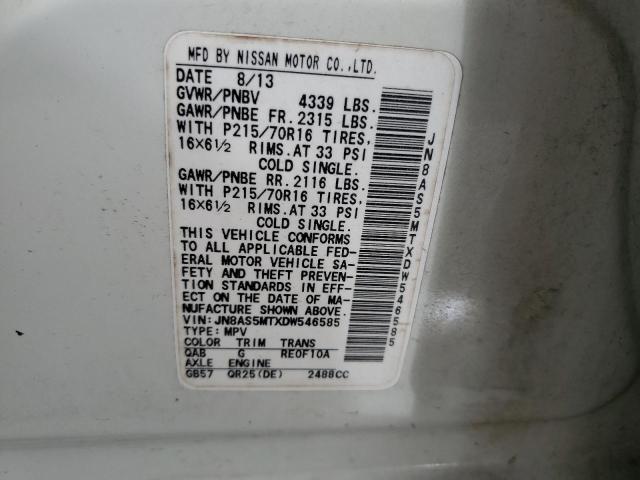 MFD BY NISSAN MOTOR CO.,LTD.
DATE 8/13
GVWR/PNBV 4339 LBS.
GAWR/PNBE FR. 2315 LBS.
WITH P215/70R16 TIRES,
16X6½ RIMS.AT 33 PSI
COLD SINGLE.
GAWR/PNBE RR. 2116 LBS.
WITH P215/70R16 TIRES,
16X6½ RIMS.AT 33 PSI
COLD SINGLE.
THIS VEHICLE CONFORMS
TO ALL APPLICABLE FED-
ERAL MOTOR VEHICLE SA-
FETY AND THEFT PREVEN-
TION STANDARDS IN EFF-
ECT ON THE DATE OF MA-
NUFACTURE SHOWN ABOVE.
VIN: JN8AS5MTXDW546585
TYPE: MPV
COLOR TRIM TRANS
QAB G RE0F10A
AXLE ENGINE
GB57 QR25(DE) 2488CC
JN8AS5MTXDW546585